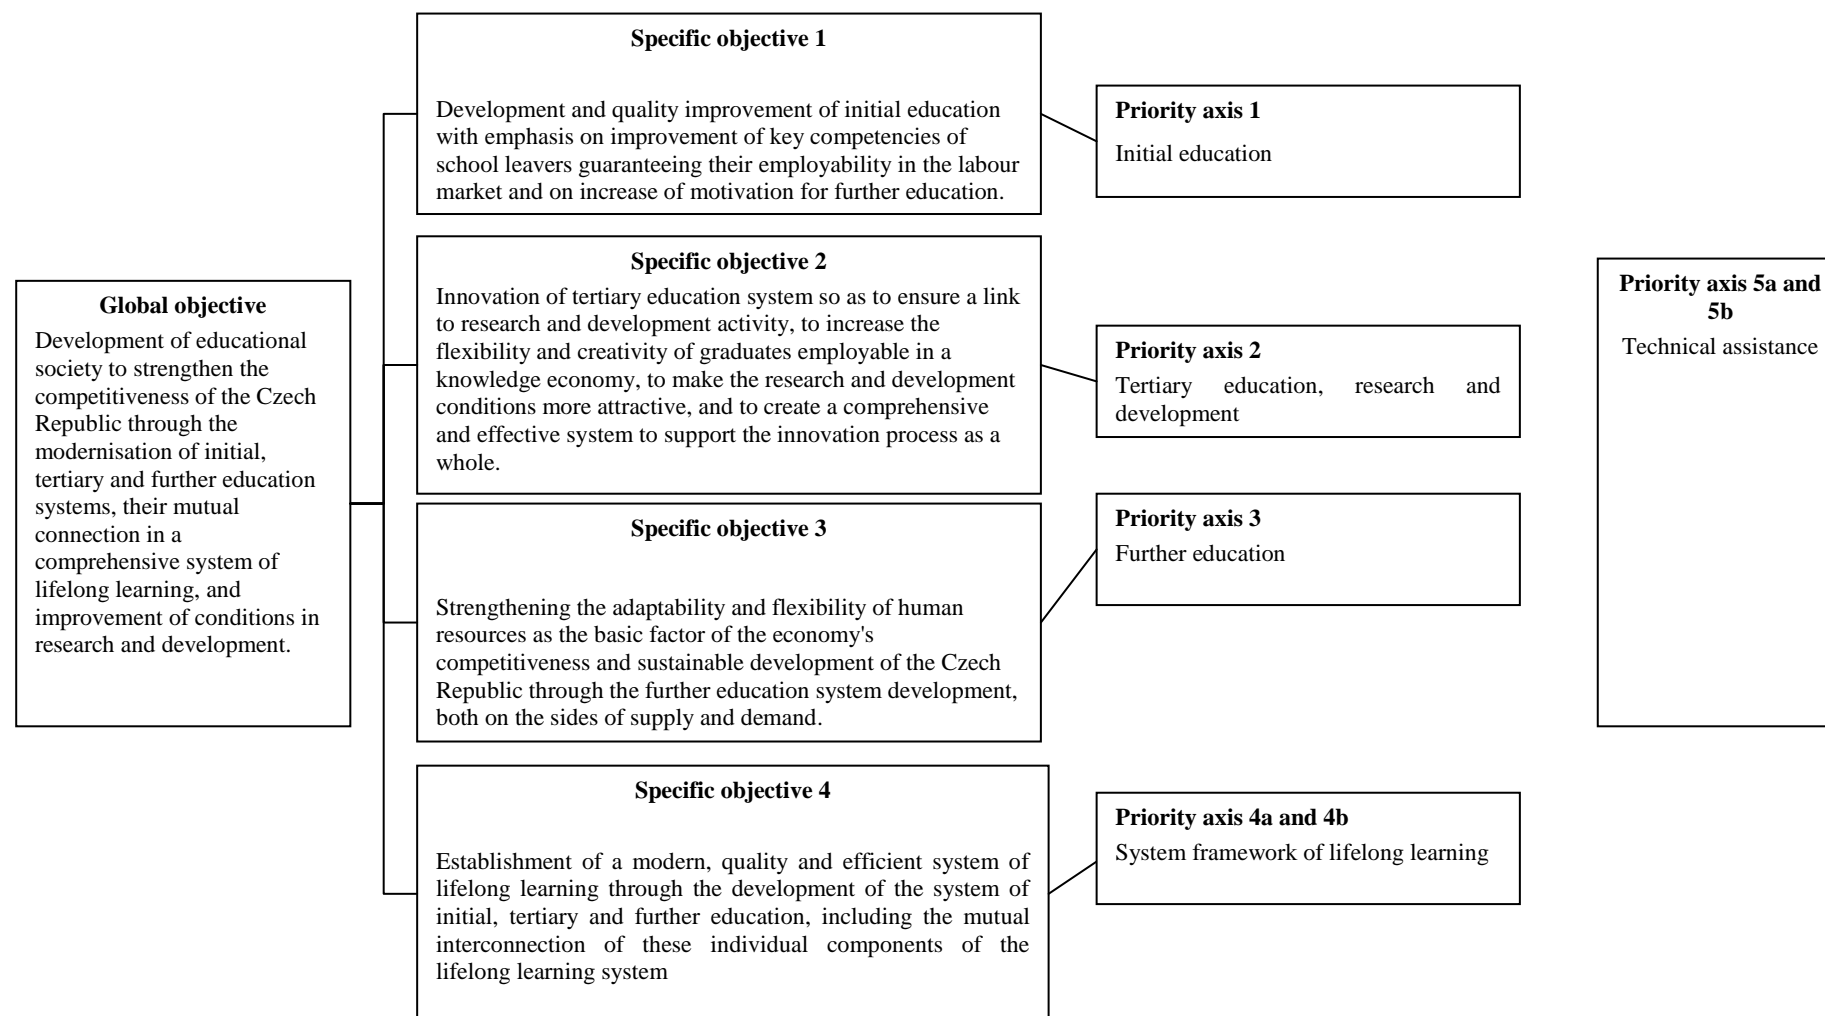 Global objective
Development of educational
society to strengthen the
competitiveness of the Czech
Republic through the
modernisation of initial,
tertiary and further education
systems, their mutual
connection in a
comprehensive system of
lifelong learning, and
improvement of conditions in
research and development.
Specific objective 1
Development and quality improvement of initial education
with emphasis on improvement of key competencies of
school leavers guaranteeing their employability in the labour
market and on increase of motivation for further education.
Priority axis 1
Initial education
Specific objective 2
Innovation of tertiary education system so as to ensure a link
to research and development activity, to increase the
flexibility and creativity of graduates employable in a
knowledge economy, to make the research and development
conditions more attractive, and to create a comprehensive
and effective system to support the innovation process as a
whole.
Priority axis 2
Tertiary education, research and
development
Specific objective 3
Strengthening the adaptability and flexibility of human
resources as the basic factor of the economy's
competitiveness and sustainable development of the Czech
Republic through the further education system development,
both on the sides of supply and demand.
Priority axis 3
Further education
Specific objective 4
Establishment of a modern, quality and efficient system of
lifelong learning through the development of the system of
initial, tertiary and further education, including the mutual
interconnection of these individual components of the
lifelong learning system
Priority axis 4a and 4b
System framework of lifelong learning
Priority axis 5a and
5b
Technical assistance